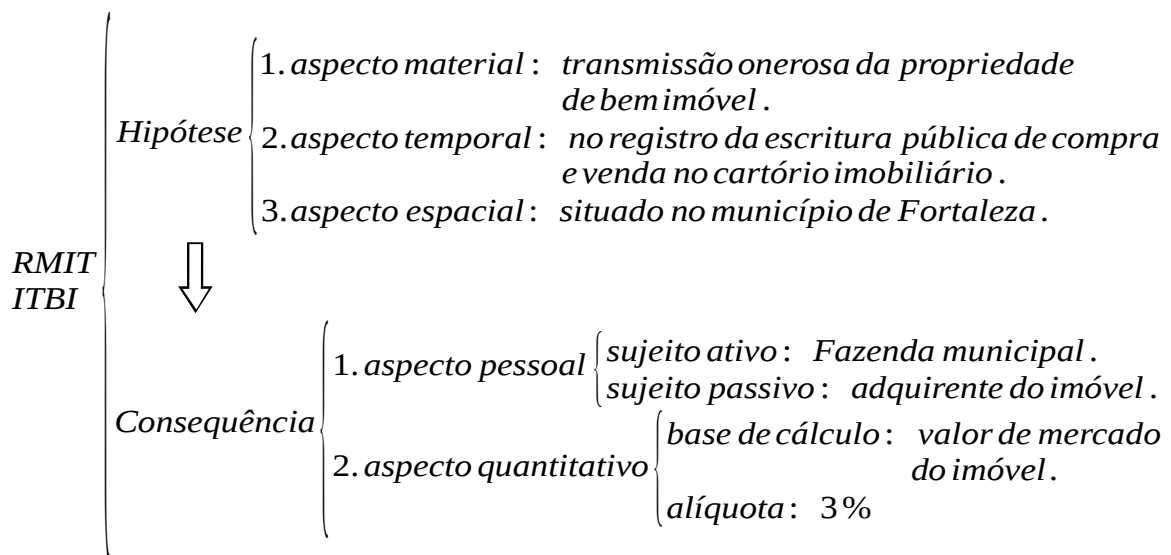 1. aspecto material : transmissão onerosa da propriedade
de bem imóvel .
Hipótese
2. aspecto temporal : no registro da escritura pública de compra
e venda no cartório imobiliário .
3. aspecto espacial : situado no município de Fortaleza .
RMIT
ITBI
1. aspecto pessoal
sujeito ativo : Fazenda municipal .
sujeito passivo : adquirente do imóvel .
Consequência
2. aspecto quantitativo
base de cálculo : valor de mercado
do imóvel .
alíquota : 3 %